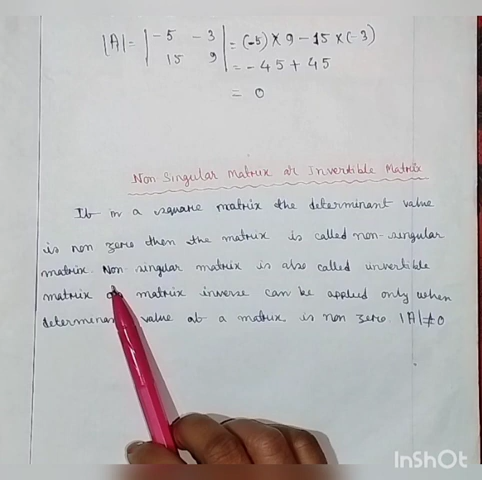 |A| = | -5 -3 | = (-5) × 9 - 15 × (-3)
15 9 | = -45 + 45
= 0
Non Singular Matrix or Invertible Matrix
If in a square matrix the determinant value
is non zero then the matrix is called non-singular
matrix. Non singular matrix is also called invertible
matrix matrix inverse can be applied only when
value of a matrix is non zero. |A| ≠ 0
InShOt